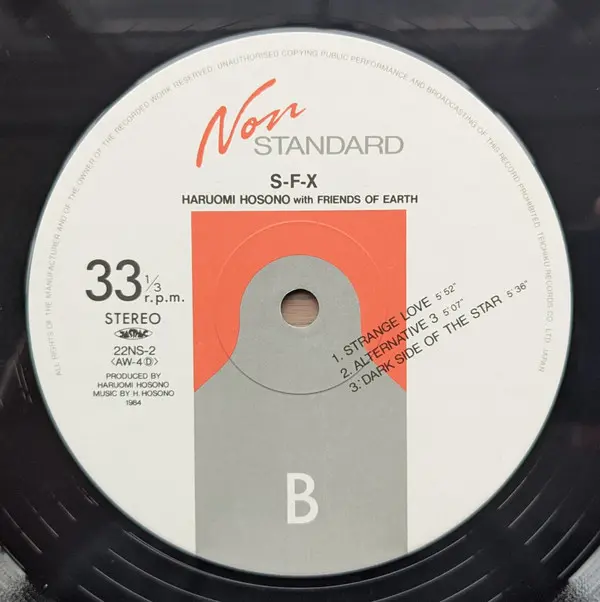 ALL RIGHTS OF THE MANUFACTURER AND OF THE OWNER OF THE RECORDED WORK RESERVED. UNAUTHORISED COPYING PUBLIC PERFORMANCE AND BROADCASTING OF THIS RECORD PROHIBITED. TEICHIKU RECORDS CO., LTD. JAPAN.
Non
STANDARD
S-F-X
HARUOMI HOSONO with FRIENDS OF EARTH
33 1/3
r.p.m.
STEREO
22NS-2
〈AW-4Ⓓ〉
PRODUCED BY
HARUOMI HOSONO
MUSIC BY H. HOSONO
1984
1. STRANGE LOVE 5'52"
2. ALTERNATIVE 3 5'07"
3. DARK SIDE OF THE STAR 5'36"
B